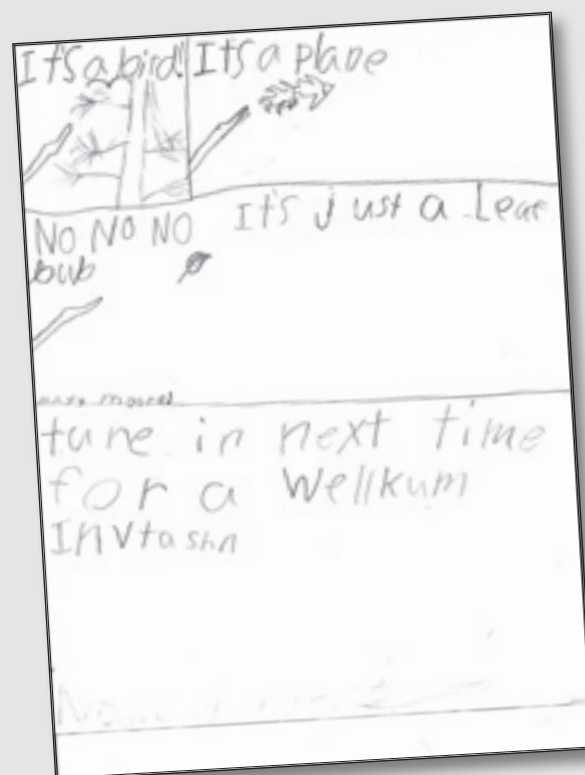 It's a bird!
It's a plane
NO NO NO
bub
It's just a Leaf
tune in next time
for a Wellkum
Invtashn